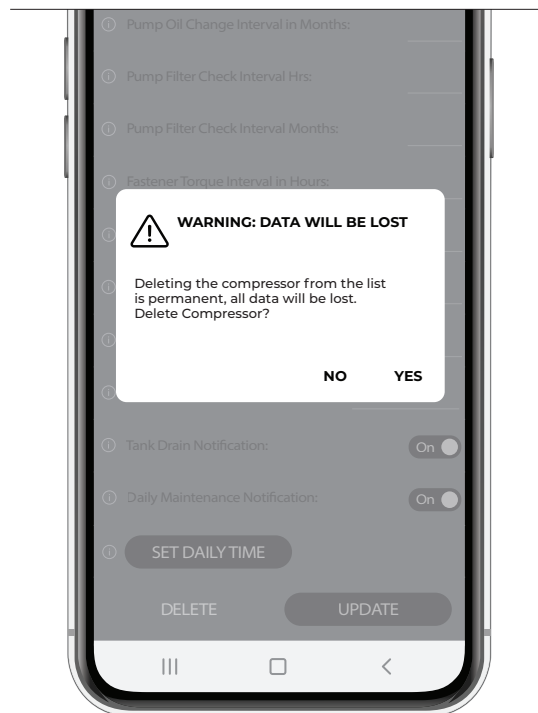 Pump Oil Change Interval in Months:
Pump Filter Check Interval Hrs:
Pump Filter Check Interval Months:
Fastener Torque Interval in Hours:
WARNING: DATA WILL BE LOST
Deleting the compressor from the list
is permanent, all data will be lost.
Delete Compressor?
NO YES
Tank Drain Notification: On
Daily Maintenance Notification: On
SET DAILY TIME
DELETE UPDATE